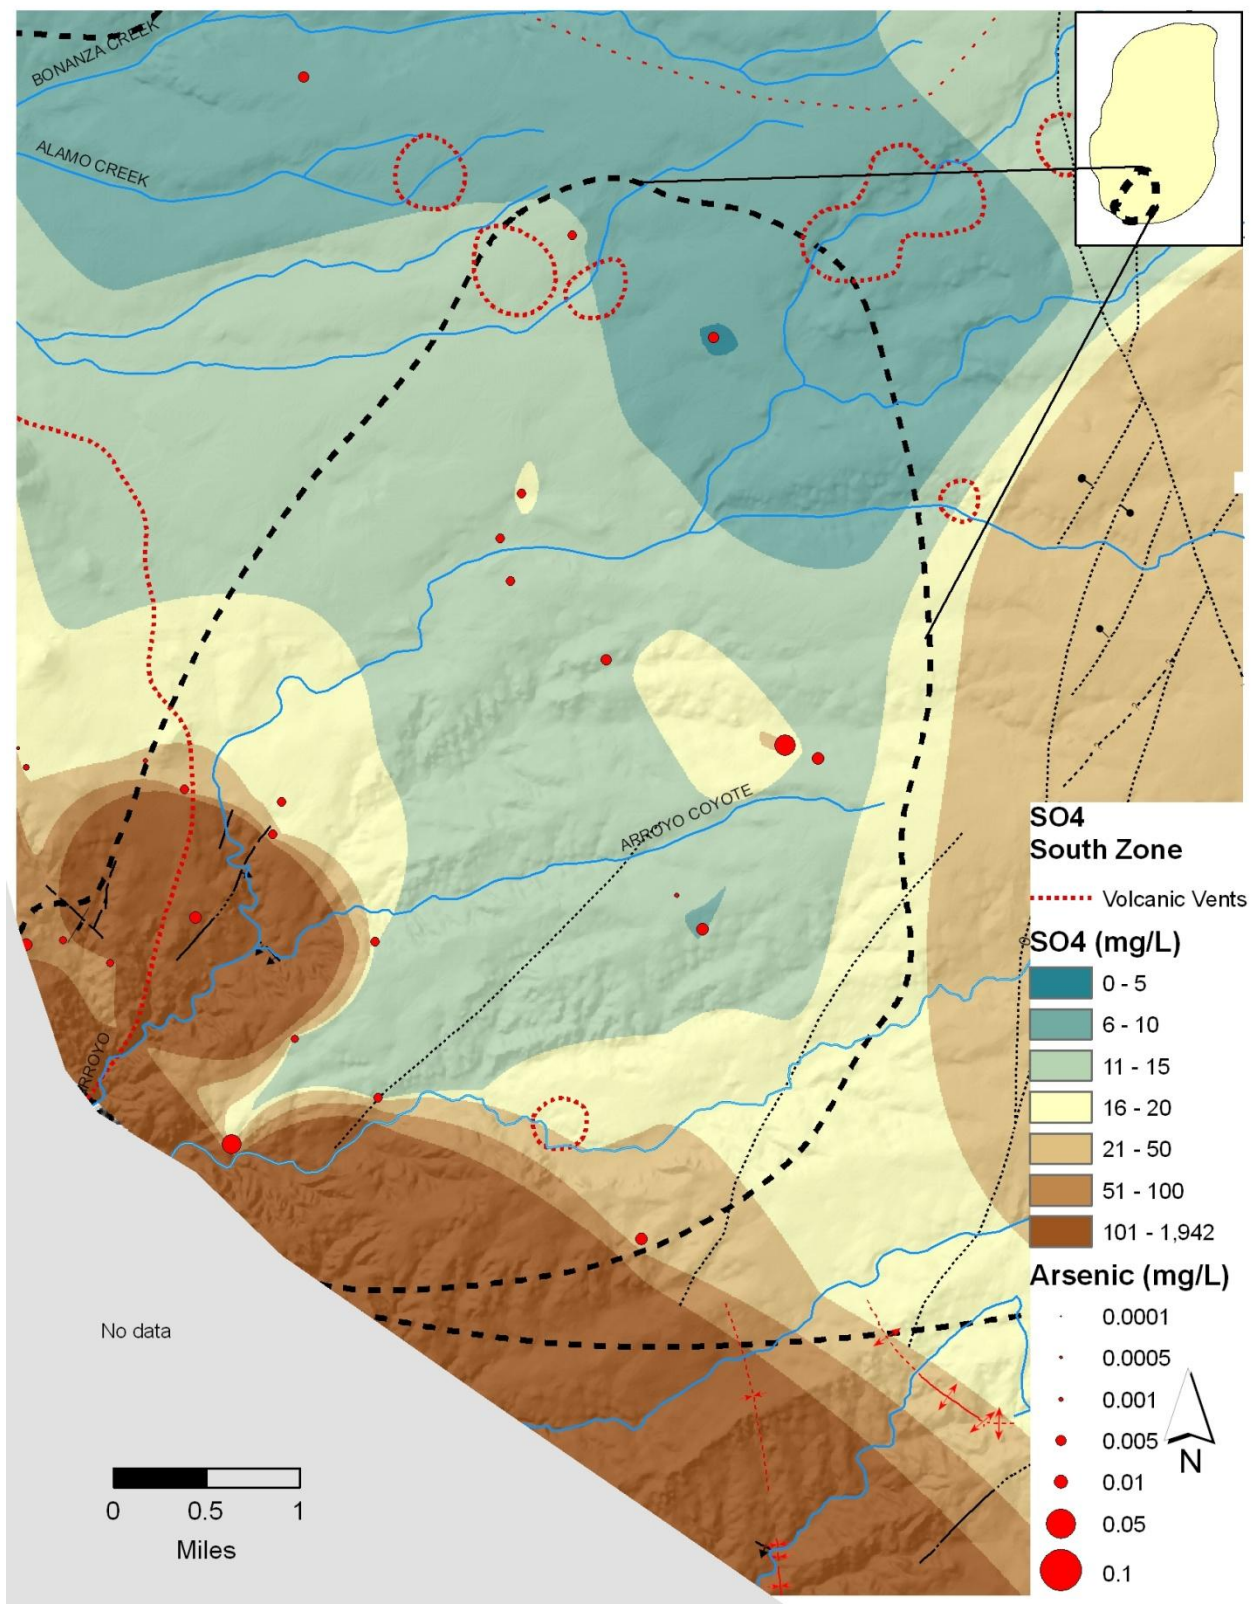 BONANZA CREEK
ALAMO CREEK
ARROYO COYOTE
ARROYO
No data
0 0.5 1
Miles
SO4
South Zone
Volcanic Vents
SO4 (mg/L)
0 - 5
6 - 10
11 - 15
16 - 20
21 - 50
51 - 100
101 - 1,942
Arsenic (mg/L)
0.0001
0.0005
0.001
0.005
0.01
0.05
0.1
N